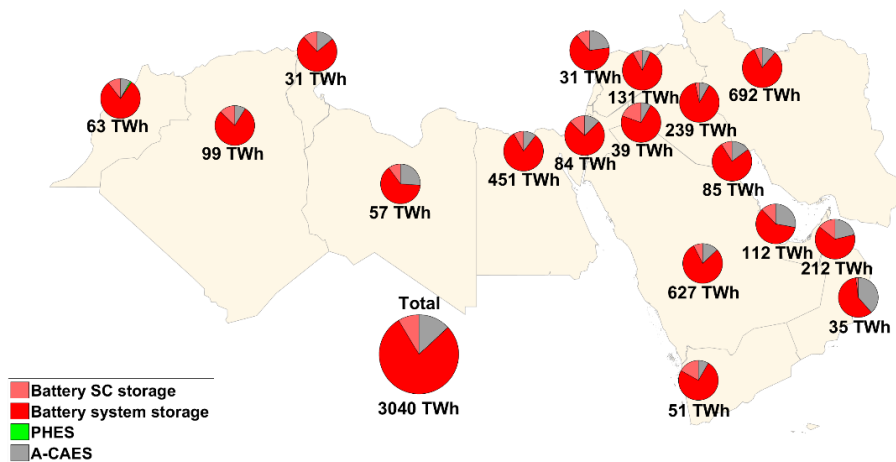 31 TWh
63 TWh
99 TWh
57 TWh
451 TWh
31 TWh
131 TWh
692 TWh
239 TWh
39 TWh
84 TWh
85 TWh
112 TWh
212 TWh
627 TWh
35 TWh
51 TWh
Total
3040 TWh
Battery SC storage
Battery system storage
PHES
A-CAES